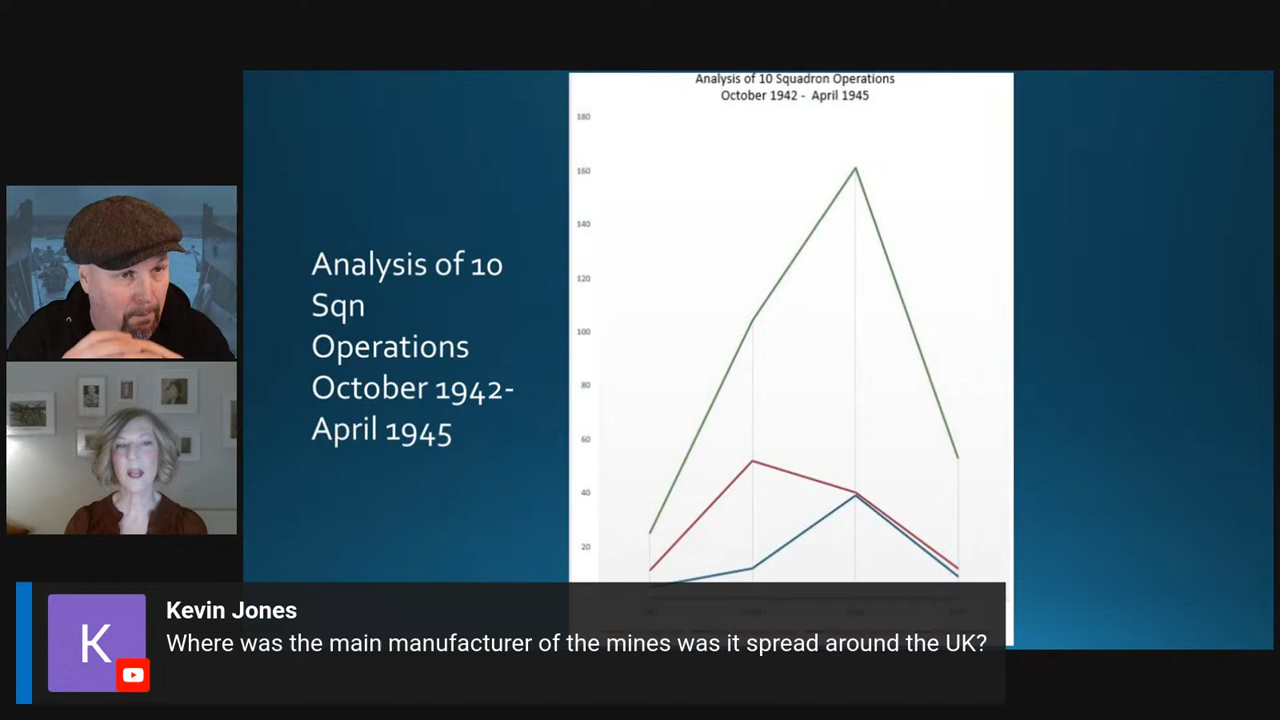 Analysis of 10 Squadron Operations
October 1942 - April 1945
180
160
140
120
100
80
60
40
20
Analysis of 10
Sqn
Operations
October 1942-
April 1945
K
Kevin Jones
Where was the main manufacturer of the mines was it spread around the UK?